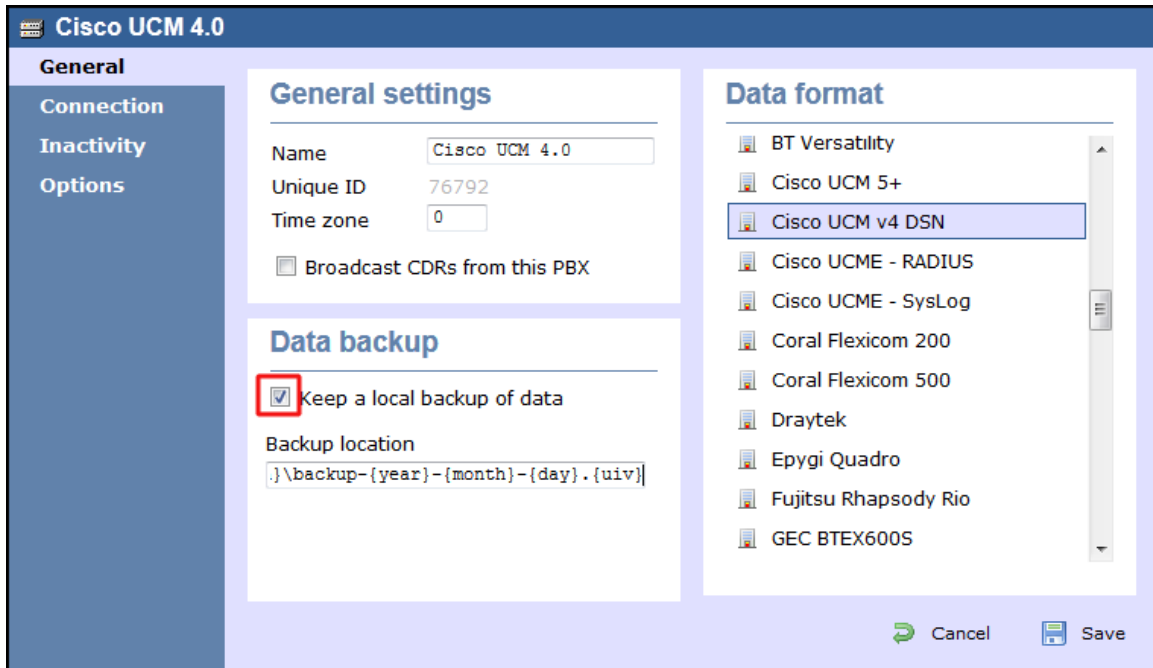 Cisco UCM 4.0
General
Connection
Inactivity
Options
General settings
Name Cisco UCM 4.0
Unique ID 76792
Time zone 0
Broadcast CDRs from this PBX
Data backup
Keep a local backup of data
Backup location
.}\backup-{year}-{month}-{day}.{uiv}
Data format
BT Versatility
Cisco UCM 5+
Cisco UCM v4 DSN
Cisco UCME - RADIUS
Cisco UCME - SysLog
Coral Flexicom 200
Coral Flexicom 500
Draytek
Epygi Quadro
Fujitsu Rhapsody Rio
GEC BTEX600S
Cancel Save